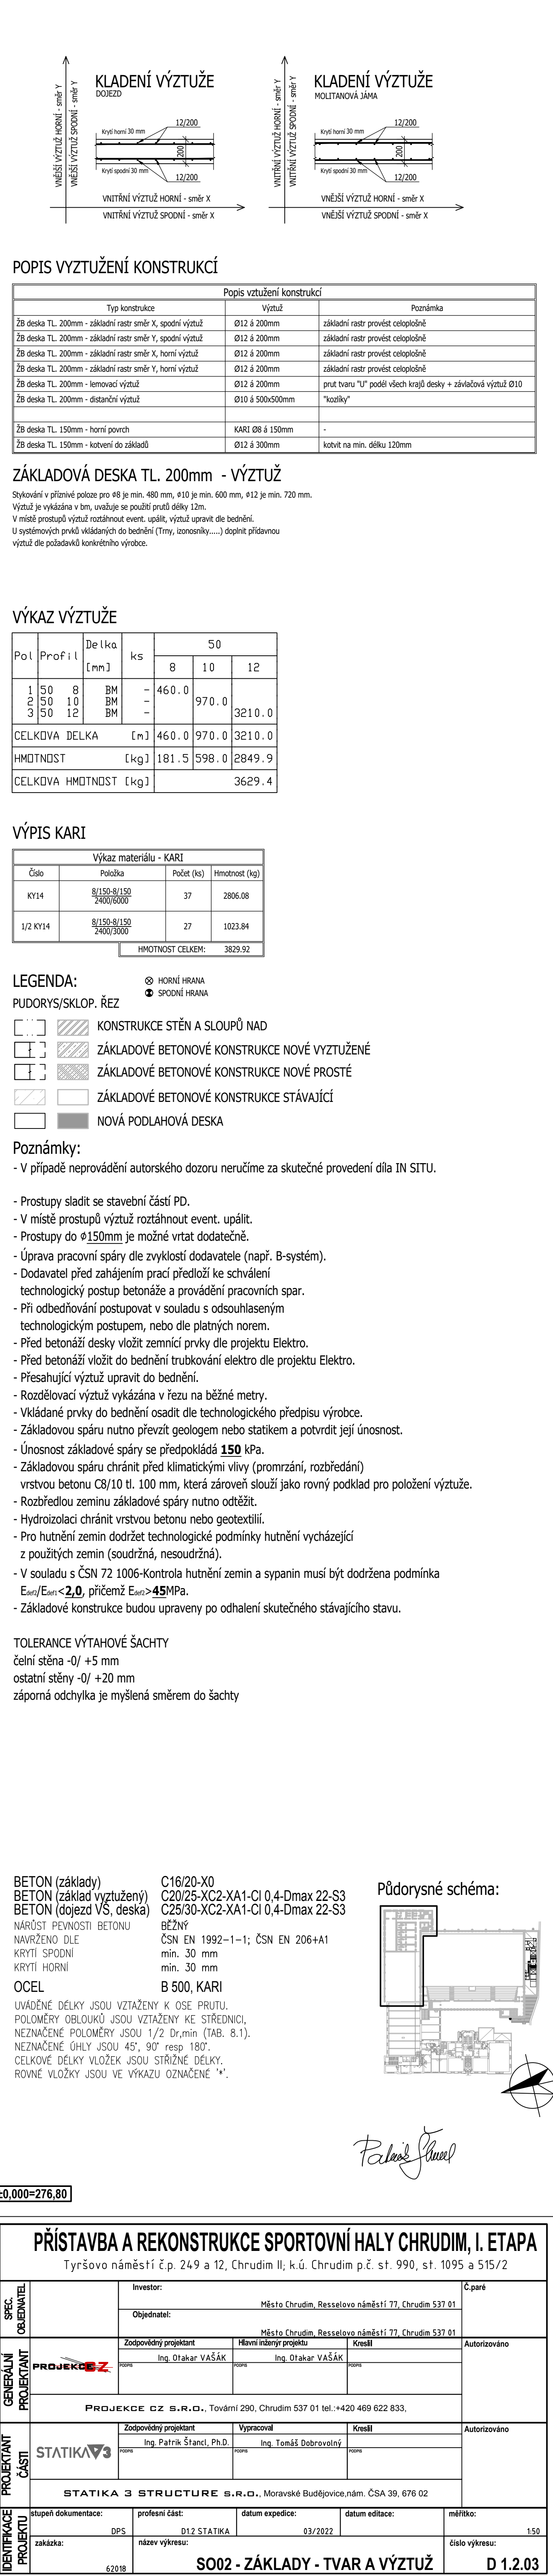 KLADENÍ VÝZTUŽE
DOJEZD
VNĚJŠÍ VÝZTUŽ HORNÍ - směr Y
VNĚJŠÍ VÝZTUŽ SPODNÍ - směr Y
12/200
Krytí horní 30 mm
200
Krytí spodní 30 mm
12/200
VNITŘNÍ VÝZTUŽ HORNÍ - směr X
VNITŘNÍ VÝZTUŽ SPODNÍ - směr X
KLADENÍ VÝZTUŽE
MOLITANOVÁ JÁMA
VNITŘNÍ VÝZTUŽ HORNÍ - směr Y
VNITŘNÍ VÝZTUŽ SPODNÍ - směr Y
12/200
Krytí horní 30 mm
200
Krytí spodní 30 mm
12/200
VNĚJŠÍ VÝZTUŽ HORNÍ - směr X
VNĚJŠÍ VÝZTUŽ SPODNÍ - směr X
POPIS VYZTUŽENÍ KONSTRUKCÍ
Popis vztužení konstrukcí
Typ konstrukce Výztuž Poznámka
ŽB deska TL. 200mm - základní rastr směr X, spodní výztuž Ø12 á 200mm základní rastr provést celoplošně
ŽB deska TL. 200mm - základní rastr směr Y, spodní výztuž Ø12 á 200mm základní rastr provést celoplošně
ŽB deska TL. 200mm - základní rastr směr X, horní výztuž Ø12 á 200mm základní rastr provést celoplošně
ŽB deska TL. 200mm - základní rastr směr Y, horní výztuž Ø12 á 200mm základní rastr provést celoplošně
ŽB deska TL. 200mm - lemovací výztuž Ø12 á 200mm prut tvaru "U" podél všech krajů desky + závlačová výztuž Ø10
ŽB deska TL. 200mm - distanční výztuž Ø10 á 500x500mm "kozlíky"
ŽB deska TL. 150mm - horní povrch KARI Ø8 á 150mm -
ŽB deska TL. 150mm - kotvení do základů Ø12 á 300mm kotvit na min. délku 120mm
ZÁKLADOVÁ DESKA TL. 200mm - VÝZTUŽ
Stykování v příznivé poloze pro ø8 je min. 480 mm, ø10 je min. 600 mm, ø12 je min. 720 mm.
Výztuž je vykázána v bm, uvažuje se použití prutů délky 12m.
V místě prostupů výztuž roztáhnout event. upálit, výztuž upravit dle bednění.
U systémových prvků vkládaných do bednění (Trny, izonosníky.....) doplnit přídavnou
výztuž dle požadavků konkrétního výrobce.
VÝKAZ VÝZTUŽE
Pol Profil Delka [mm] ks 50
8 10 12
1 50 8 BM - 460.0
2 50 10 BM - 970.0
3 50 12 BM - 3210.0
CELKOVA DELKA [m] 460.0 970.0 3210.0
HMOTNOST [kg] 181.5 598.0 2849.9
CELKOVA HMOTNOST [kg] 3629.4
VÝPIS KARI
Výkaz materiálu - KARI
Číslo Položka Počet (ks) Hmotnost (kg)
KY14 8/150-8/150 2400/6000 37 2806.08
1/2 KY14 8/150-8/150 2400/3000 27 1023.84
HMOTNOST CELKEM: 3829.92
LEGENDA:
HORNÍ HRANA
SPODNÍ HRANA
PUDORYS/SKLOP. ŘEZ
KONSTRUKCE STĚN A SLOUPŮ NAD
ZÁKLADOVÉ BETONOVÉ KONSTRUKCE NOVÉ VYZTUŽENÉ
ZÁKLADOVÉ BETONOVÉ KONSTRUKCE NOVÉ PROSTÉ
ZÁKLADOVÉ BETONOVÉ KONSTRUKCE STÁVAJÍCÍ
NOVÁ PODLAHOVÁ DESKA
Poznámky:
- V případě neprovádění autorského dozoru neručíme za skutečné provedení díla IN SITU.
- Prostupy sladit se stavební částí PD.
- V místě prostupů výztuž roztáhnout event. upálit.
- Prostupy do ø150mm je možné vrtat dodatečně.
- Úprava pracovní spáry dle zvyklostí dodavatele (např. B-systém).
- Dodavatel před zahájením prací předloží ke schválení
technologický postup betonáže a provádění pracovních spar.
- Při odbedňování postupovat v souladu s odsouhlaseným
technologickým postupem, nebo dle platných norem.
- Před betonáží desky vložit zemnící prvky dle projektu Elektro.
- Před betonáží vložit do bednění trubkování elektro dle projektu Elektro.
- Přesahující výztuž upravit do bednění.
- Rozdělovací výztuž vykázána v řezu na běžné metry.
- Vkládané prvky do bednění osadit dle technologického předpisu výrobce.
- Základovou spáru nutno převzít geologem nebo statikem a potvrdit její únosnost.
- Únosnost základové spáry se předpokládá 150 kPa.
- Základovou spáru chránit před klimatickými vlivy (promrzání, rozbředání)
vrstvou betonu C8/10 tl. 100 mm, která zároveň slouží jako rovný podklad pro položení výztuže.
- Rozbředlou zeminu základové spáry nutno odtěžit.
- Hydroizolaci chránit vrstvou betonu nebo geotextilií.
- Pro hutnění zemin dodržet technologické podmínky hutnění vycházející
z použitých zemin (soudržná, nesoudržná).
- V souladu s ČSN 72 1006-Kontrola hutnění zemin a sypanin musí být dodržena podmínka
Edef2/Edef1<2,0, přičemž Edef2>45MPa.
- Základové konstrukce budou upraveny po odhalení skutečného stávajícího stavu.
TOLERANCE VÝTAHOVÉ ŠACHTY
čelní stěna -0/ +5 mm
ostatní stěny -0/ +20 mm
záporná odchylka je myšlená směrem do šachty
BETON (základy) C16/20-X0
BETON (základ vyztužený) C20/25-XC2-XA1-Cl 0,4-Dmax 22-S3
BETON (dojezd VŠ, deska) C25/30-XC2-XA1-Cl 0,4-Dmax 22-S3
NÁRŮST PEVNOSTI BETONU BĚŽNÝ
NAVRŽENO DLE ČSN EN 1992-1-1; ČSN EN 206+A1
KRYTÍ SPODNÍ min. 30 mm
KRYTÍ HORNÍ min. 30 mm
OCEL B 500, KARI
UVÁDĚNÉ DÉLKY JSOU VZTAŽENY K OSE PRUTU.
POLOMĚRY OBLOUKŮ JSOU VZTAŽENY KE STŘEDNICI,
NEZNAČENÉ POLOMĚRY JSOU 1/2 Dr,min (TAB. 8.1).
NEZNAČENÉ ÚHLY JSOU 45°, 90° resp 180°.
CELKOVÉ DÉLKY VLOŽEK JSOU STŘIŽNÉ DÉLKY.
ROVNÉ VLOŽKY JSOU VE VÝKAZU OZNAČENÉ '*'.
Půdorysné schéma:
±0,000=276,80
PŘÍSTAVBA A REKONSTRUKCE SPORTOVNÍ HALY CHRUDIM, I. ETAPA
Tyršovo náměstí č.p. 249 a 12, Chrudim II; k.ú. Chrudim p.č. st. 990, st. 1095 a 515/2
SPEC. OBJEDNATEL
Investor:
Město Chrudim, Resselovo náměstí 77, Chrudim 537 01
Objednatel:
Město Chrudim, Resselovo náměstí 77, Chrudim 537 01
Č.paré
GENERÁLNÍ PROJEKTANT
PROJEKCECZ
Zodpovědný projektant Hlavní inženýr projektu Kreslil Autorizováno
Ing. Otakar VAŠÁK Ing. Otakar VAŠÁK
PODPIS PODPIS PODPIS
PROJEKCE CZ S.R.O., Tovární 290, Chrudim 537 01 tel.:+420 469 622 833,
PROJEKTANT ČÁSTI
STATIKA 3
Zodpovědný projektant Vypracoval Kreslil Autorizováno
Ing. Patrik Štancl, Ph.D. Ing. Tomáš Dobrovolný
PODPIS PODPIS PODPIS
STATIKA 3 STRUCTURE S.R.O., Moravské Budějovice,nám. ČSA 39, 676 02
IDENTIFIKACE PROJEKTU
stupeň dokumentace: profesní část: datum expedice: datum editace: měřítko:
DPS D1.2 STATIKA 03/2022 1:50
zakázka: název výkresu: číslo výkresu:
62018 SO02 - ZÁKLADY - TVAR A VÝZTUŽ D 1.2.03